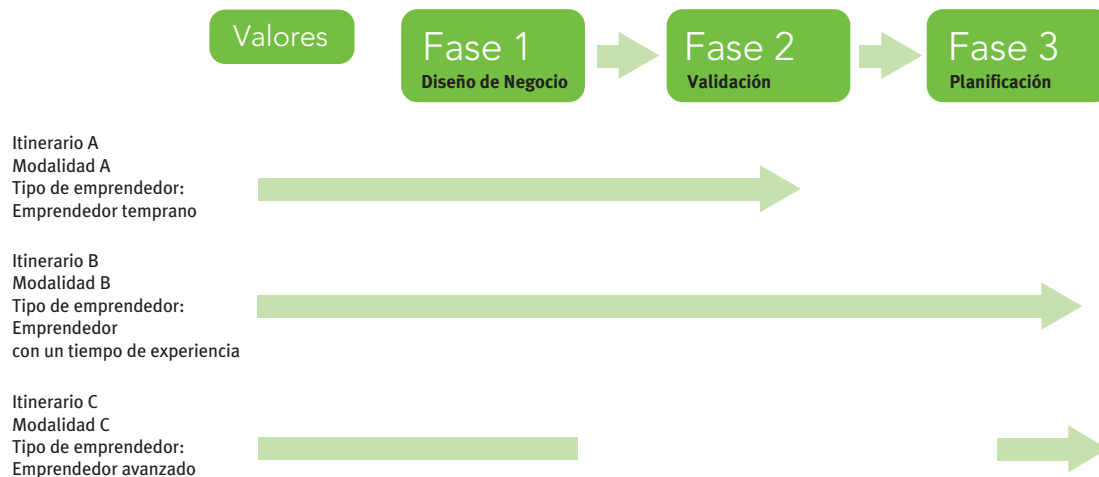 Valores
Fase 1
Diseño de Negocio
Fase 2
Validación
Fase 3
Planificación
Itinerario A
Modalidad A
Tipo de emprendedor:
Emprendedor temprano
Itinerario B
Modalidad B
Tipo de emprendedor:
Emprendedor
con un tiempo de experiencia
Itinerario C
Modalidad C
Tipo de emprendedor:
Emprendedor avanzado